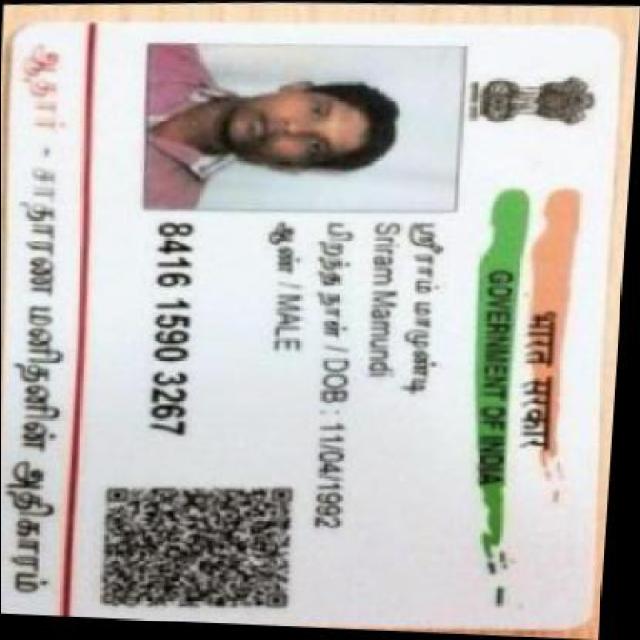 भारत सरकार
GOVERNMENT OF INDIA
ஸ்ரீ ராம் மாமுண்டி
Sriram Mamundi
பிறந்த நாள் / DOB : 11/04/1992
ஆண் / MALE
8416 1590 3267
ஆதார் - சாதாரண மனிதனின் அதிகாரம்